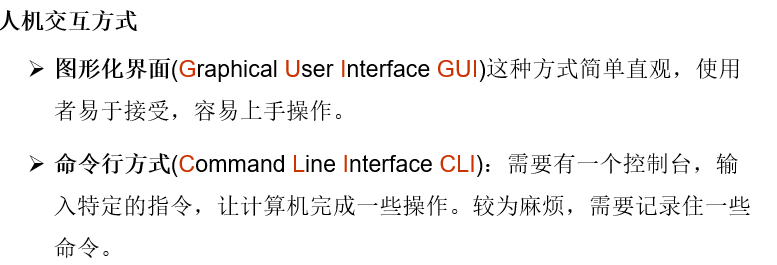 人机交互方式
➢ 图形化界面(Graphical User Interface GUI)这种方式简单直观，使用
者易于接受，容易上手操作。
➢ 命令行方式(Command Line Interface CLI)：需要有一个控制台，输
入特定的指令，让计算机完成一些操作。较为麻烦，需要记录住一些
命令。